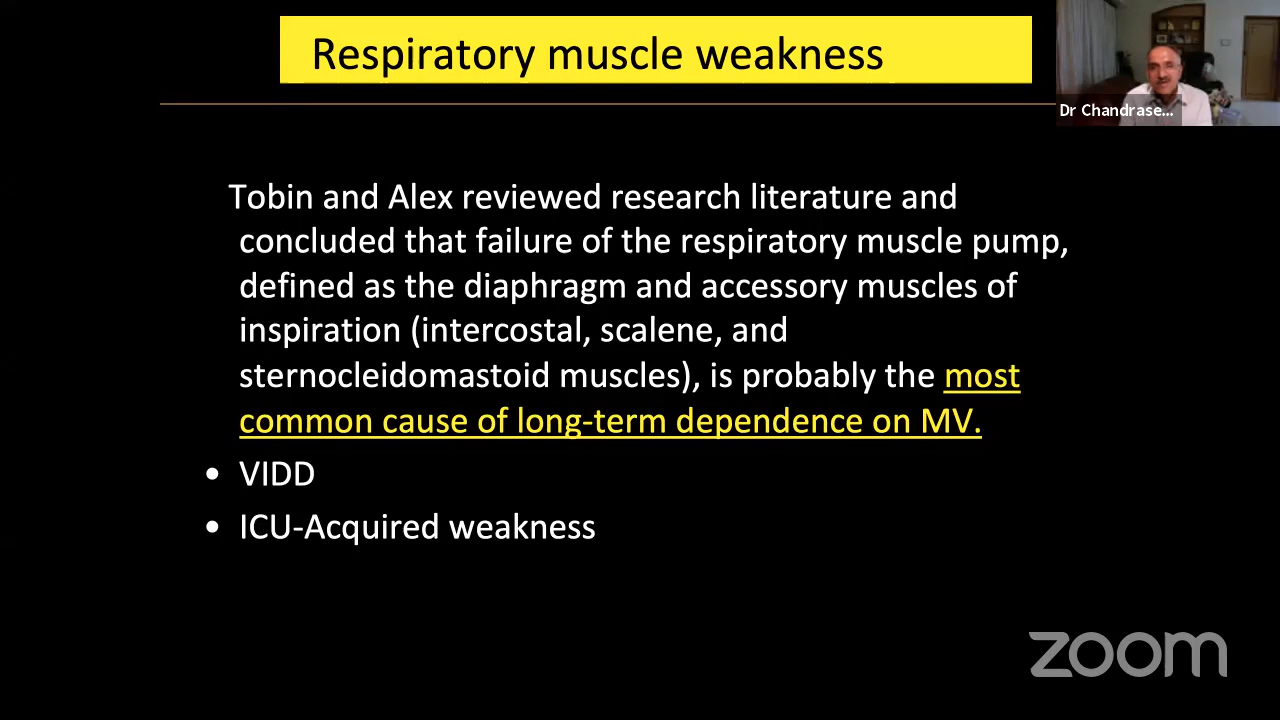 Respiratory muscle weakness
Dr Chandrase...
Tobin and Alex reviewed research literature and
concluded that failure of the respiratory muscle pump,
defined as the diaphragm and accessory muscles of
inspiration (intercostal, scalene, and
sternocleidomastoid muscles), is probably the most
common cause of long-term dependence on MV.
• VIDD
• ICU-Acquired weakness
zoom